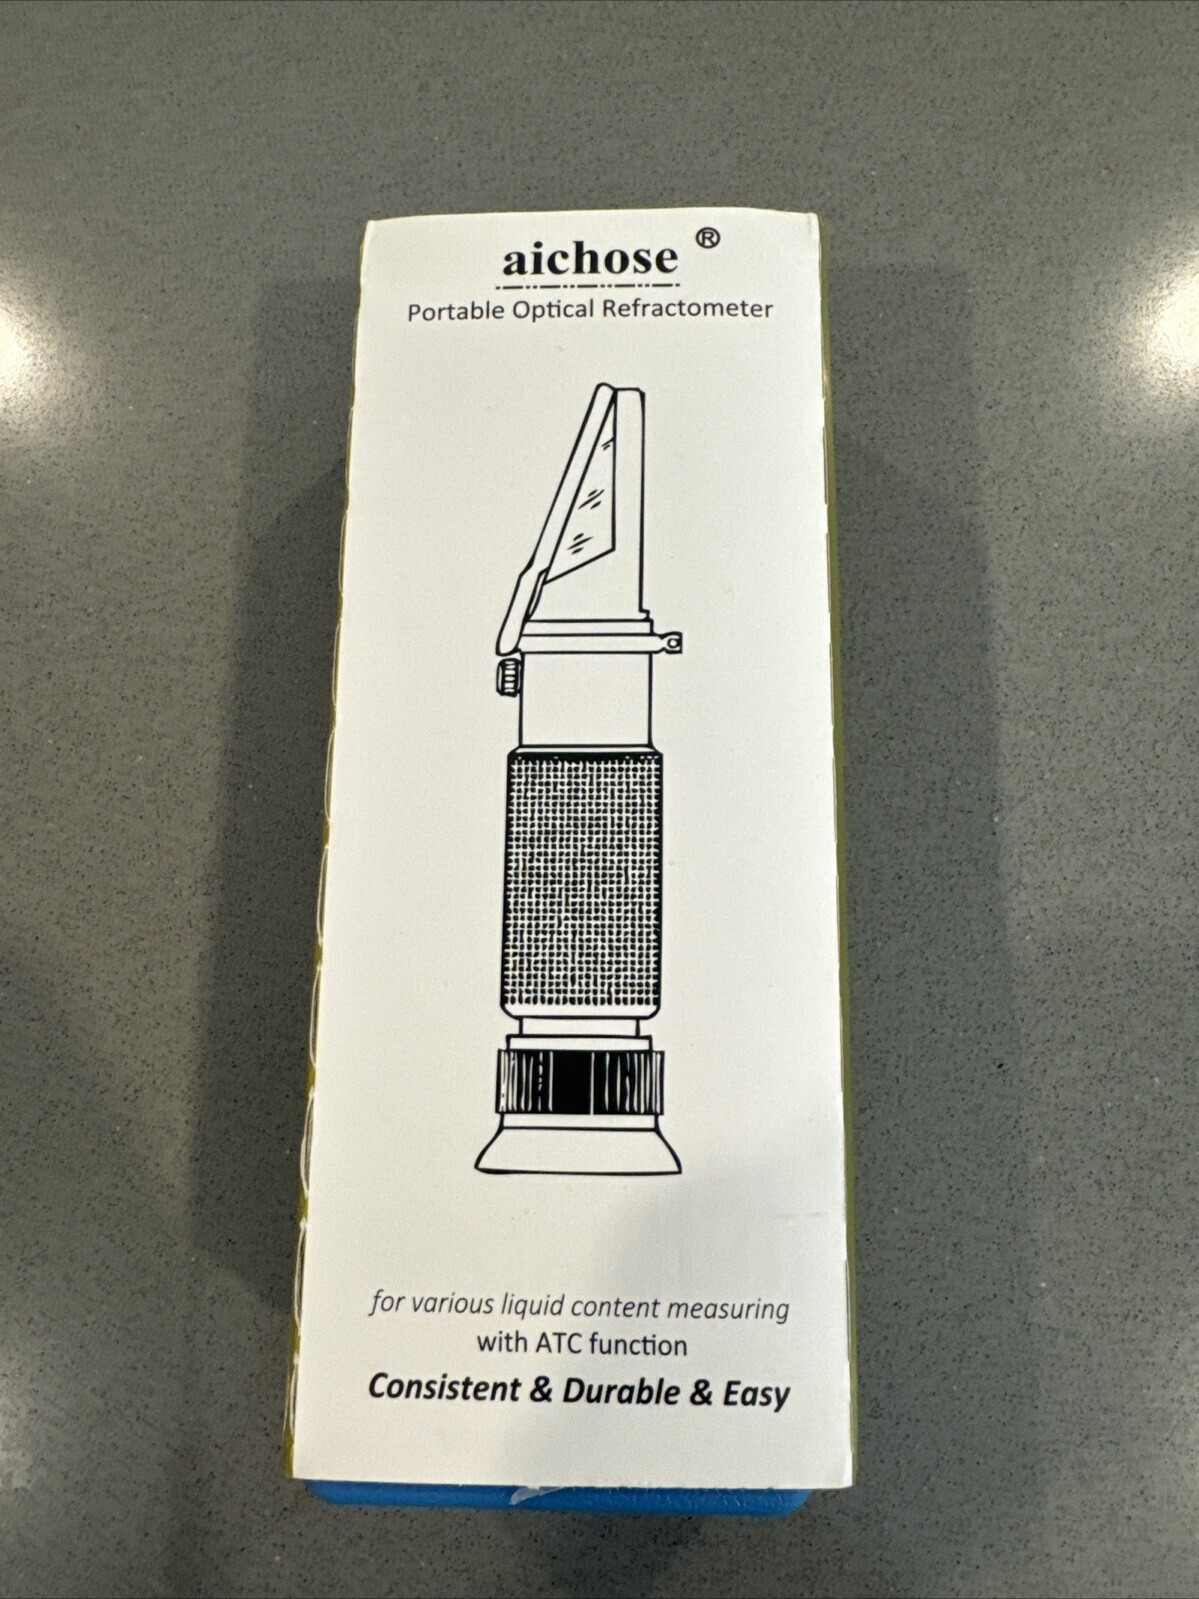 aichose ®
Portable Optical Refractometer
for various liquid content measuring
with ATC function
Consistent & Durable & Easy